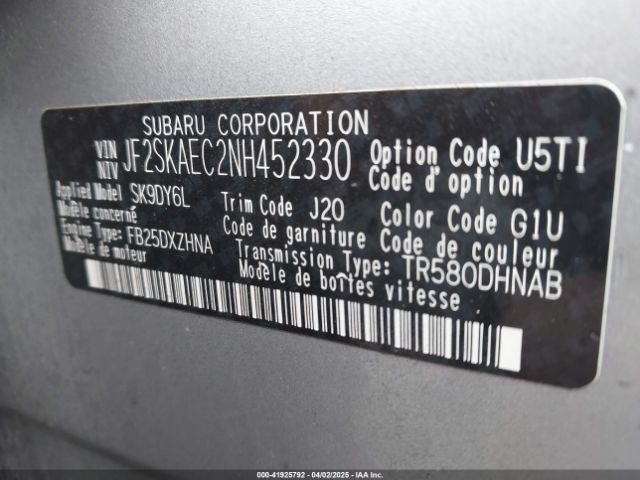 SUBARU CORPORATION
VIN NIV JF2SKAEC2NH452330 Option Code U5TI
Code d'option
Applied Model SK9DY6L Trim Code J20 Color Code G1U
Modèle concerné Code de garniture Code de couleur
Engine Type: FB25DXZHNA Transmission Type: TR580DHNAB
Modèle de moteur Modèle de boîtes vitesse
000-41925792 - 04/02/2025 - IAAI.COM